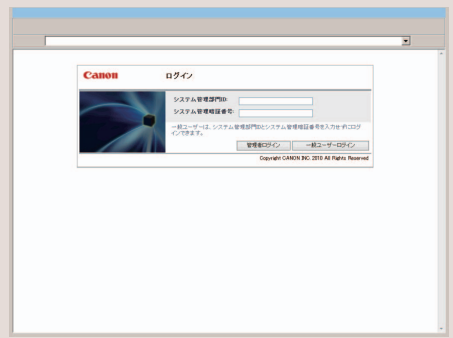 Canon
ログイン
システム管理部門ID:
システム管理暗証番号:
一般ユーザーは、システム管理部門IDとシステム管理暗証番号を入力せずにログ
インできます。
管理者ログイン
一般ユーザーログイン
Copyright CANON INC. 2010 All Rights Reserved